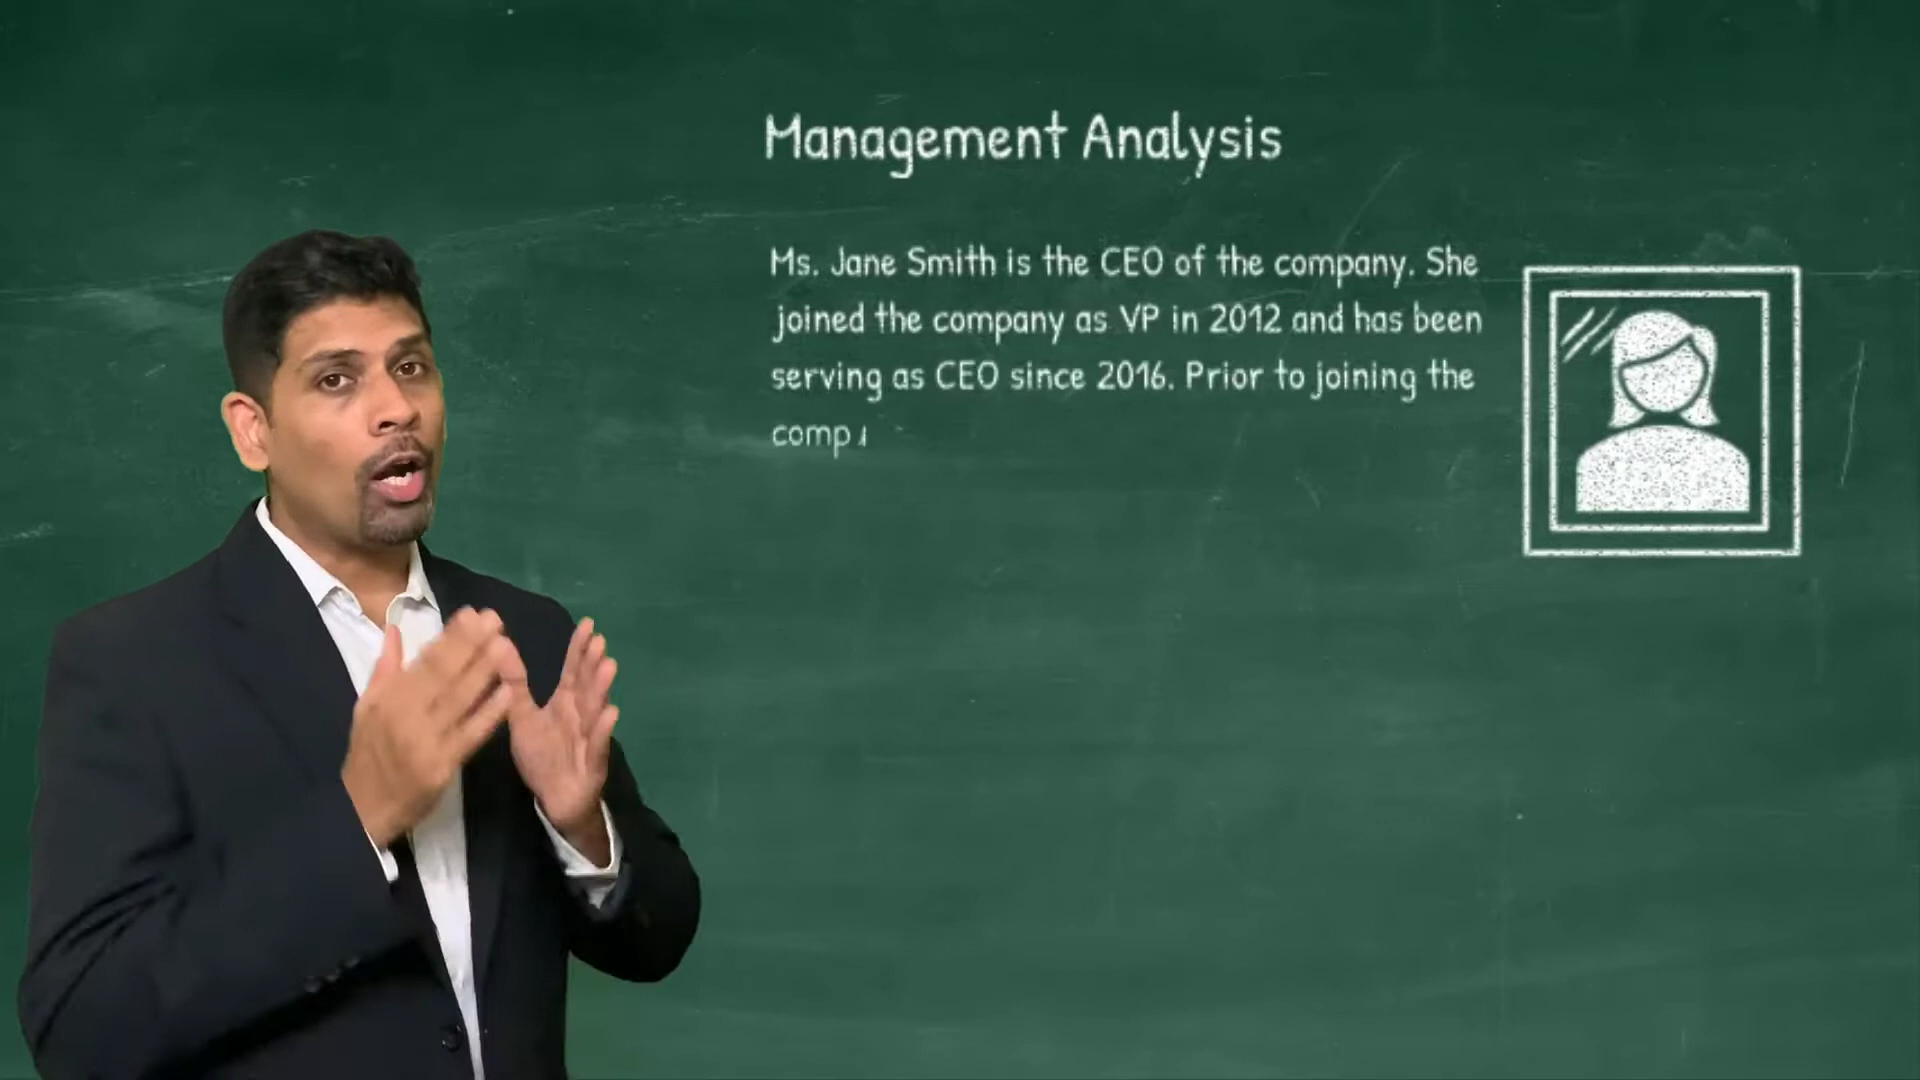 Management Analysis
Ms. Jane Smith is the CEO of the company. She
joined the company as VP in 2012 and has been
serving as CEO since 2016. Prior to joining the
comp